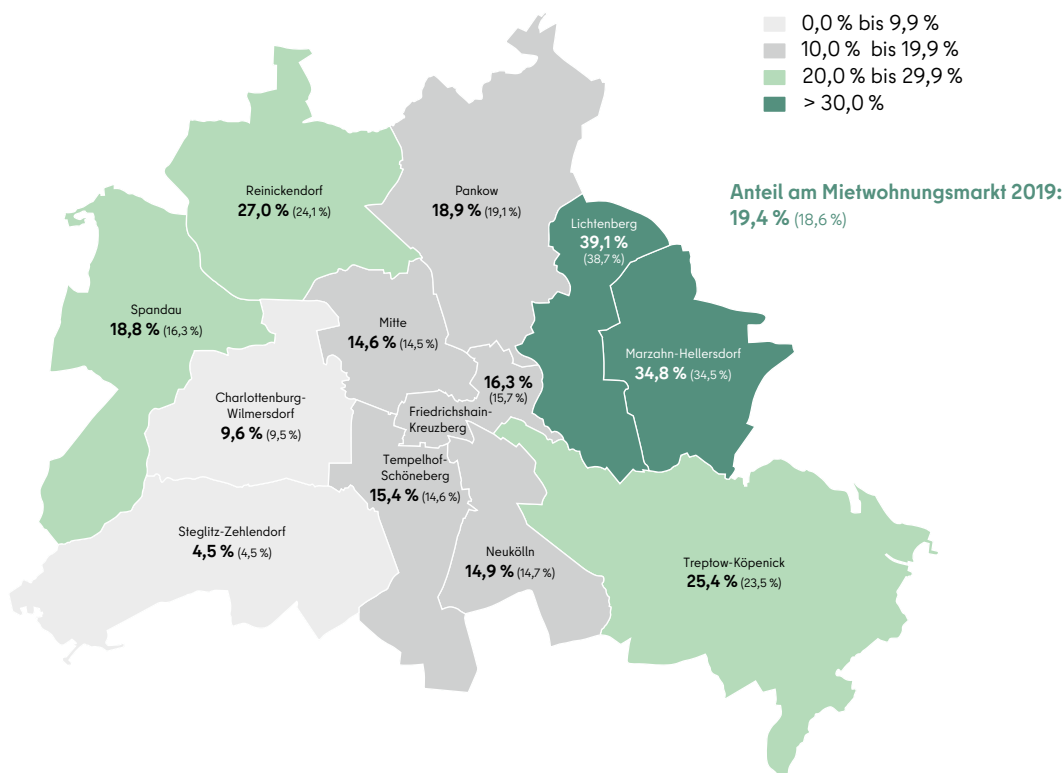 0,0 % bis 9,9 %
10,0 % bis 19,9 %
20,0 % bis 29,9 %
> 30,0 %
Anteil am Mietwohnungsmarkt 2019:
19,4 % (18,6 %)
Reinickendorf
27,0 % (24,1 %)
Pankow
18,9 % (19,1 %)
Lichtenberg
39,1 %
(38,7 %)
Spandau
18,8 % (16,3 %)
Mitte
14,6 % (14,5 %)
Marzahn-Hellersdorf
34,8 % (34,5 %)
16,3 %
(15,7 %)
Friedrichshain-
Kreuzberg
Charlottenburg-
Wilmersdorf
9,6 % (9,5 %)
Tempelhof-
Schöneberg
15,4 % (14,6 %)
Steglitz-Zehlendorf
4,5 % (4,5 %)
Neukölln
14,9 % (14,7 %)
Treptow-Köpenick
25,4 % (23,5 %)